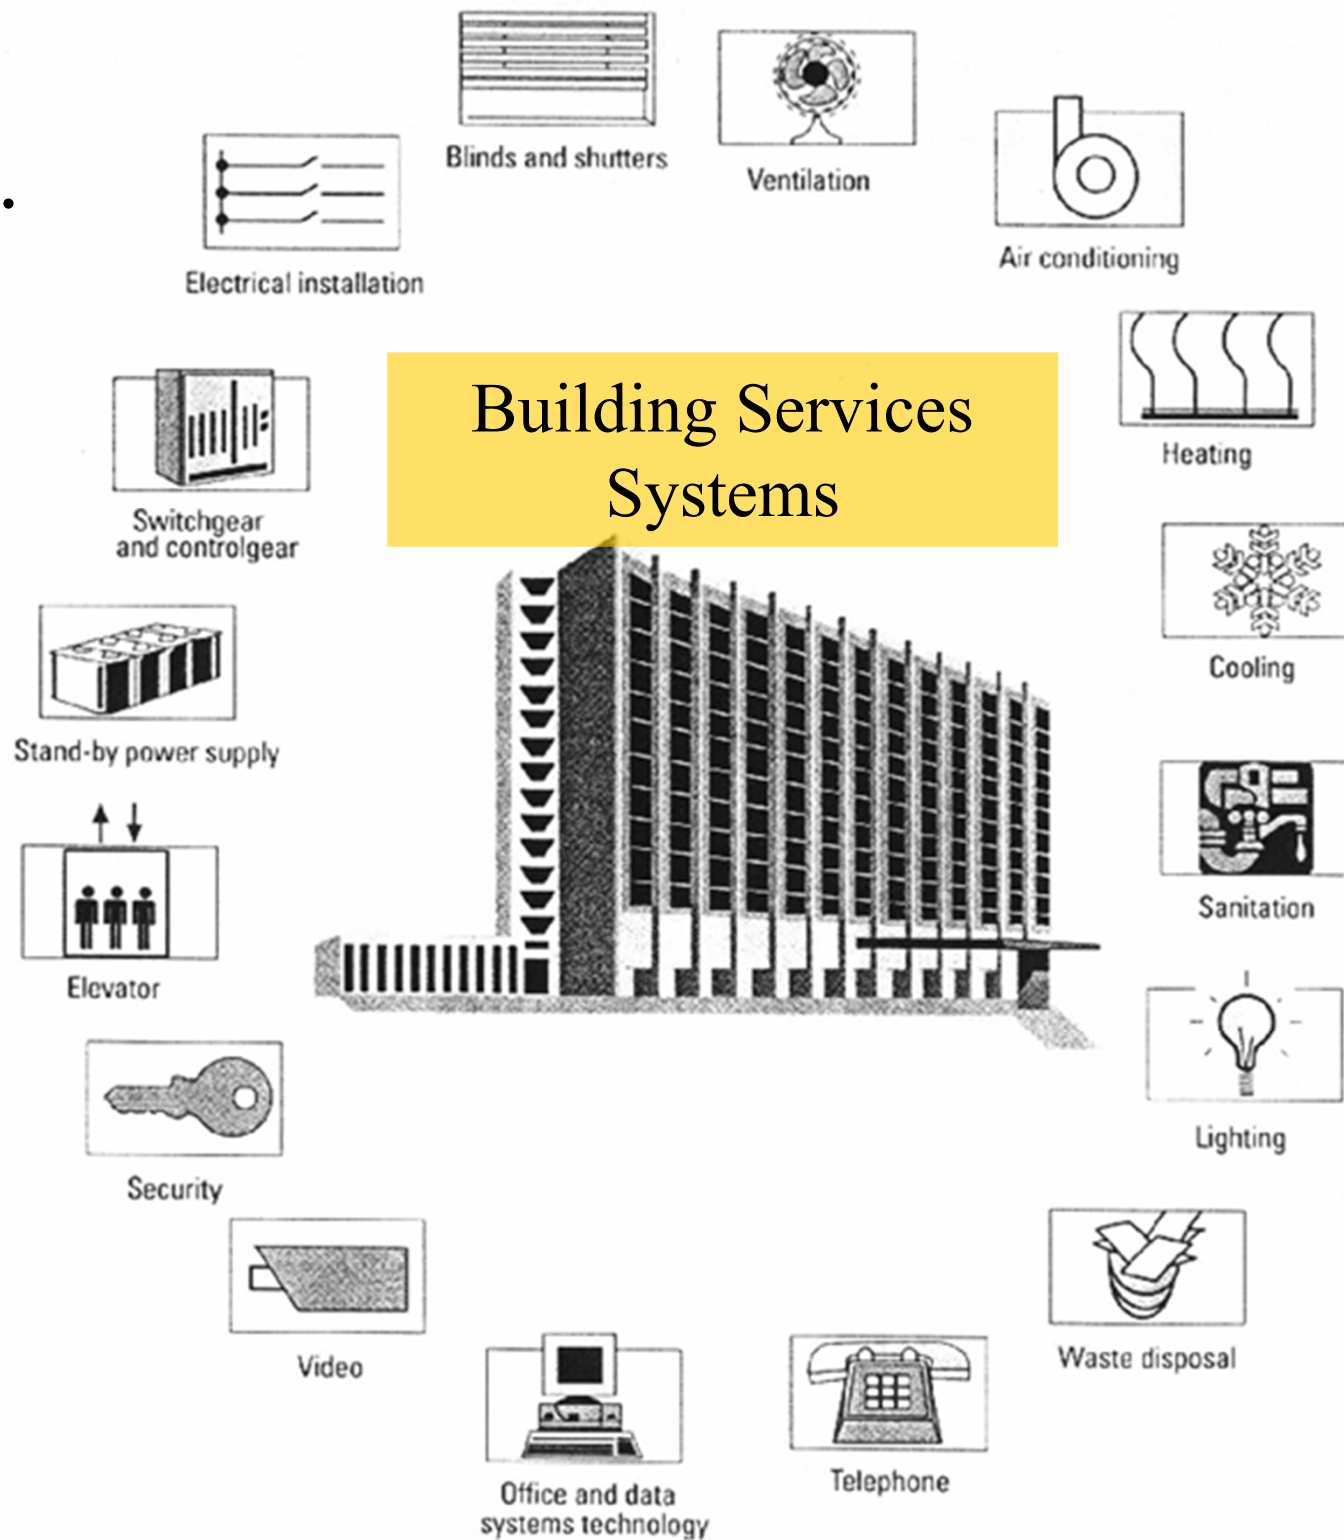 Blinds and shutters
Ventilation
Air conditioning
Electrical installation
Building Services
Systems
Heating
Switchgear
and controlgear
Cooling
Stand-by power supply
Sanitation
Elevator
Lighting
Security
Waste disposal
Video
Telephone
Office and data
systems technology